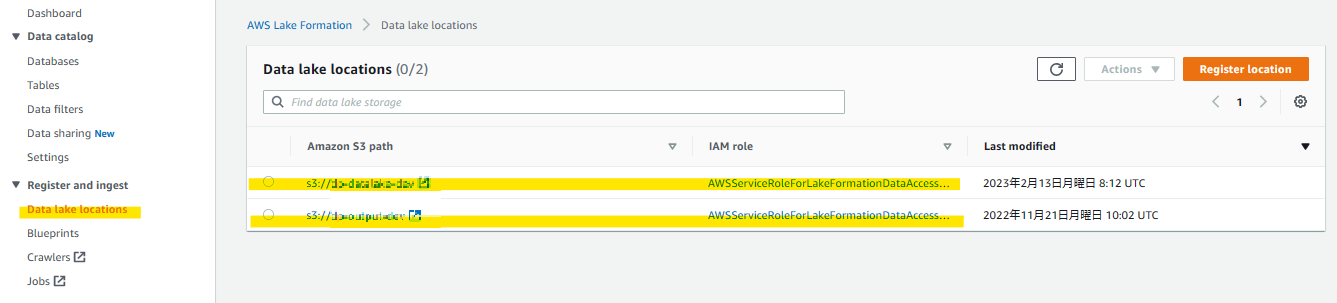 Dashboard
Data catalog
Databases
Tables
Data filters
Data sharing New
Settings
Register and ingest
Data lake locations
Blueprints
Crawlers
Jobs
AWS Lake Formation > Data lake locations
Data lake locations (0/2)
Actions
Register location
Find data lake storage
1
Amazon S3 path IAM role Last modified
s3:// AWSServiceRoleForLakeFormationDataAccess... 2023年2月13日月曜日 8:12 UTC
s3:// AWSServiceRoleForLakeFormationDataAccess... 2022年11月21日月曜日 10:02 UTC